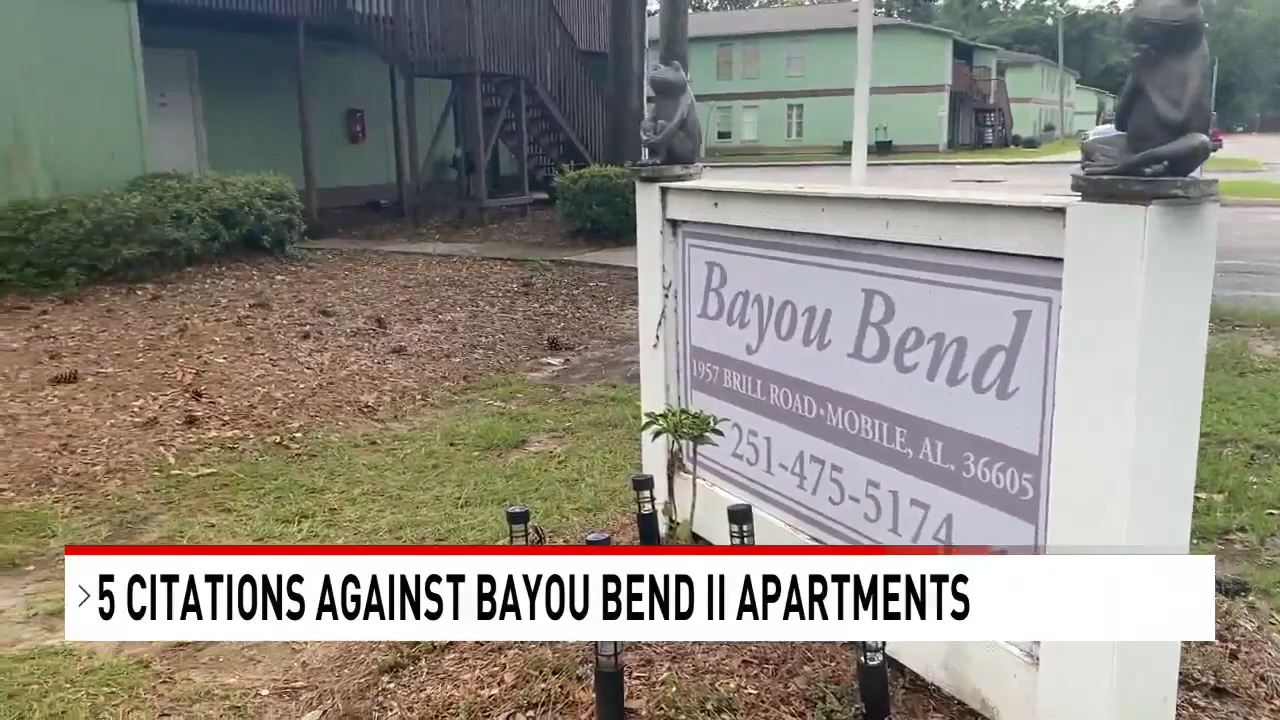 Bayou Bend
1957 BRILL ROAD•MOBILE, AL. 36605
251-475-5174
5 CITATIONS AGAINST BAYOU BEND II APARTMENTS